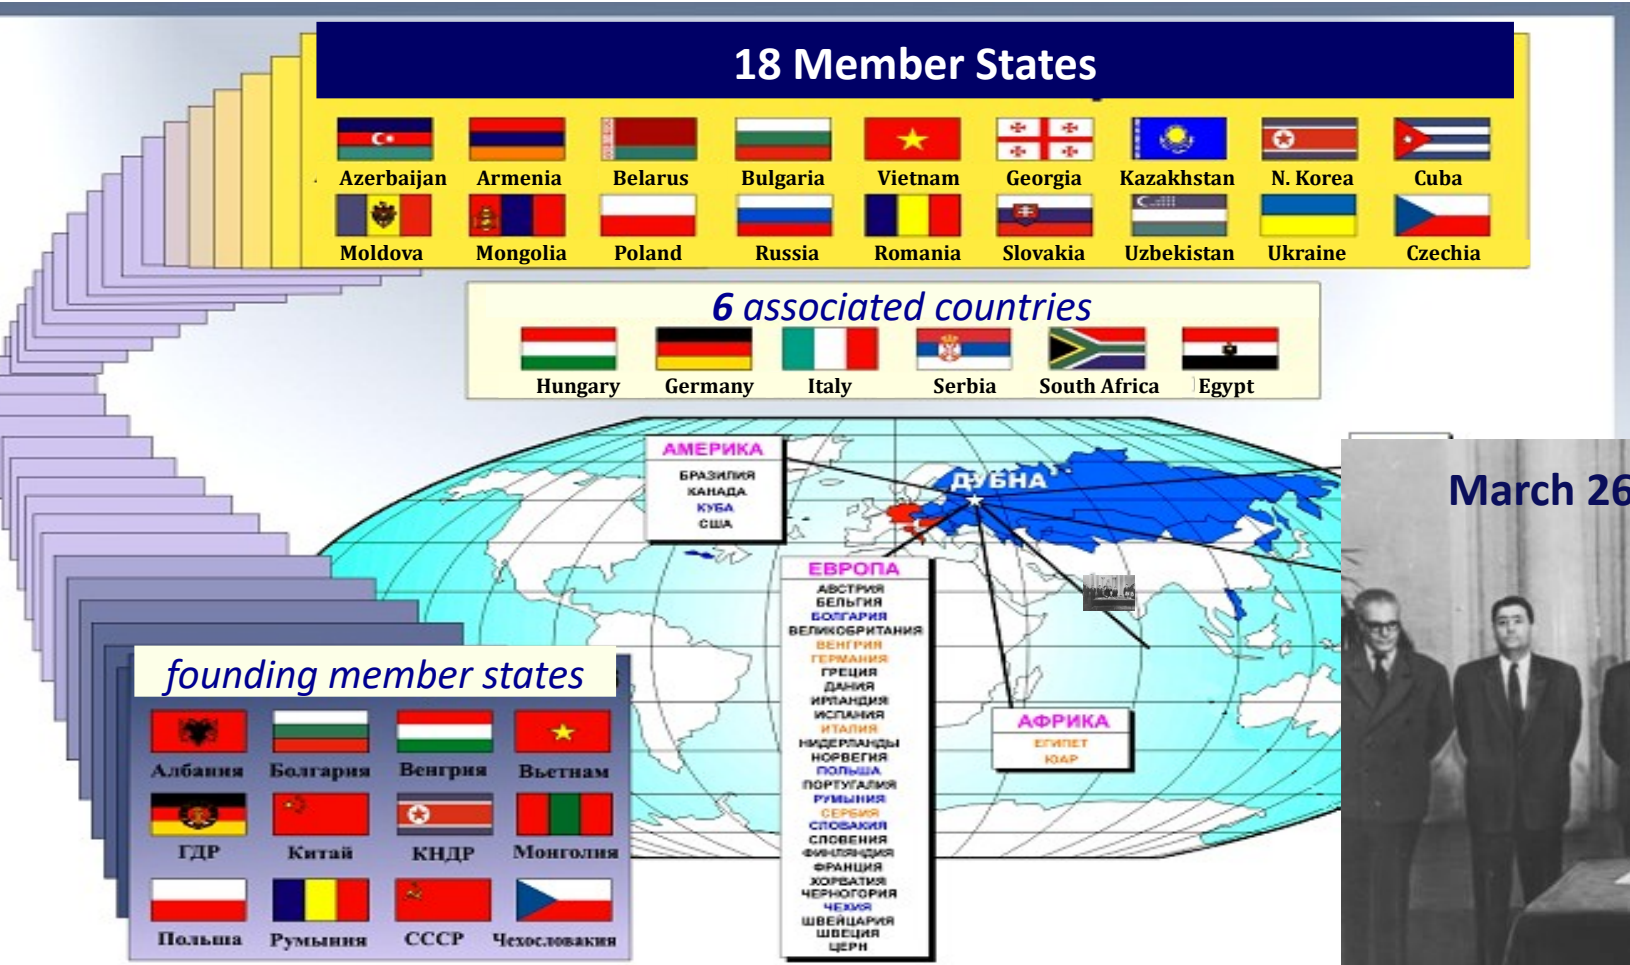 18 Member States
Azerbaijan Armenia Belarus Bulgaria Vietnam Georgia Kazakhstan N. Korea Cuba
Moldova Mongolia Poland Russia Romania Slovakia Uzbekistan Ukraine Czechia
6 associated countries
Hungary Germany Italy Serbia South Africa Egypt
АМЕРИКА
БРАЗИЛИЯ
КАНАДА
КУБА
США
ДУБНА
March 26
ЕВРОПА
АВСТРИЯ
БЕЛЬГИЯ
БОЛГАРИЯ
ВЕЛИКОБРИТАНИЯ
ВЕНГРИЯ
ГЕРМАНИЯ
ГРЕЦИЯ
ДАНИЯ
ИРЛАНДИЯ
ИСПАНИЯ
ИТАЛИЯ
НИДЕРЛАНДЫ
НОРВЕГИЯ
ПОЛЬША
ПОРТУГАЛИЯ
РУМЫНИЯ
СЕРБИЯ
СЛОВАКИЯ
СЛОВЕНИЯ
ФИНЛЯНДИЯ
ФРАНЦИЯ
ХОРВАТИЯ
ЧЕРНОГОРИЯ
ЧЕХИЯ
ШВЕЙЦАРИЯ
ШВЕЦИЯ
ЦЕРН
АФРИКА
ЕГИПЕТ
ЮАР
founding member states
Албания Болгария Венгрия Вьетнам
ГДР Китай КНДР Монголия
Польша Румыния СССР Чехословакия